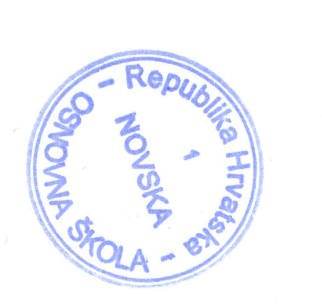 - Republika Hrvatska -
OSNOVNA ŠKOLA
NOVSKA
1